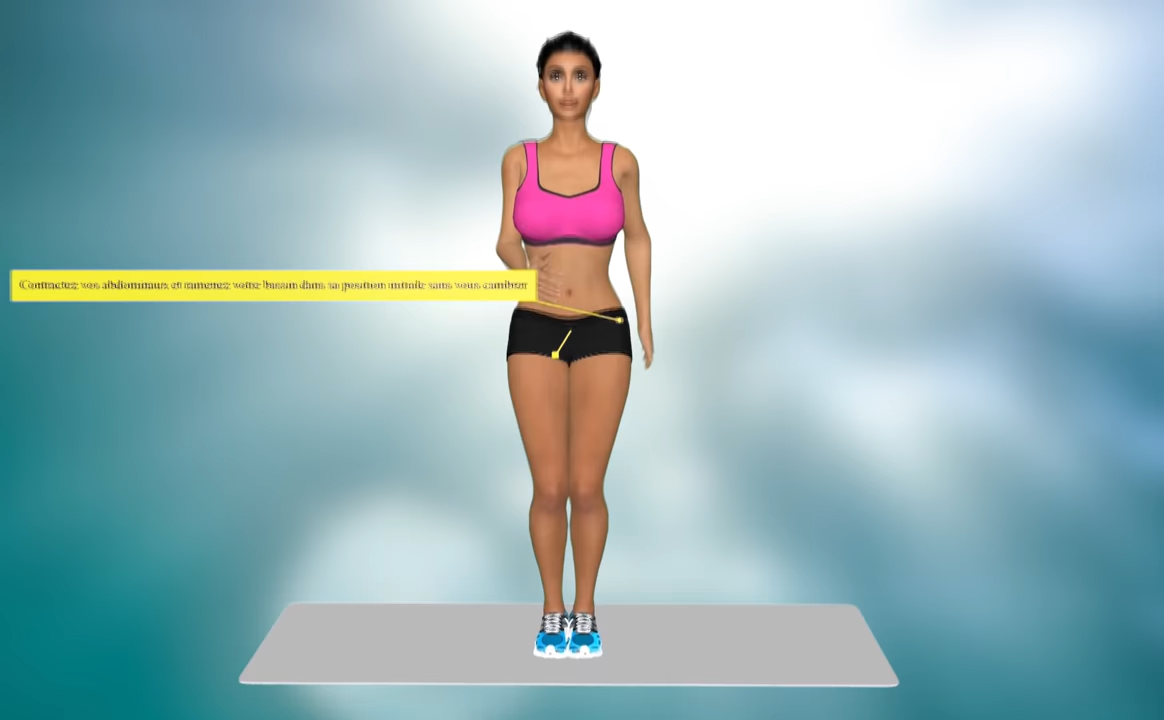 Contractez vos abdominaux et ramenez votre bassin dans sa position initiale sans vous cambrer